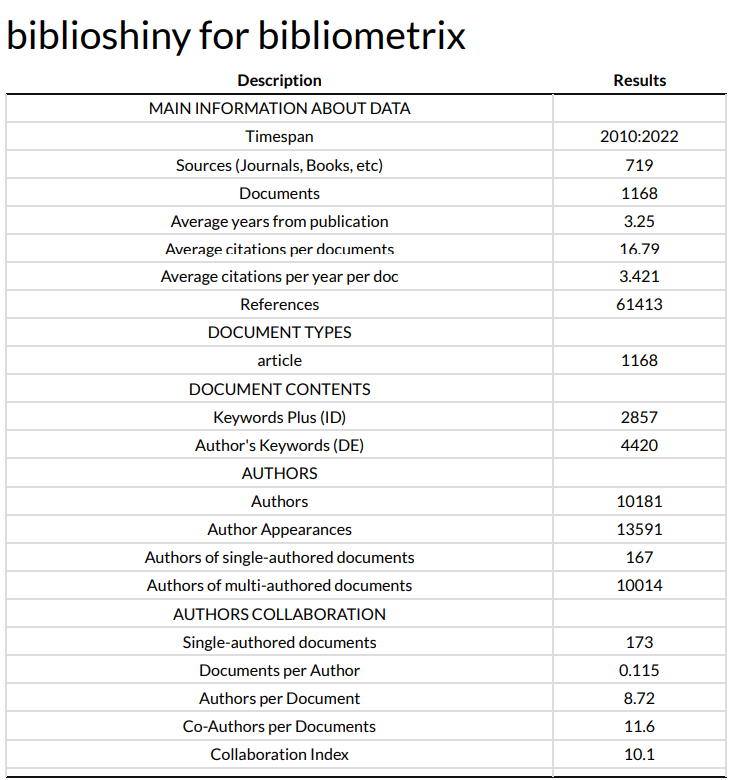 biblioshiny for bibliometrix
Description Results
MAIN INFORMATION ABOUT DATA
Timespan 2010:2022
Sources (Journals, Books, etc) 719
Documents 1168
Average years from publication 3.25
Average citations per documents 16.79
Average citations per year per doc 3.421
References 61413
DOCUMENT TYPES
article 1168
DOCUMENT CONTENTS
Keywords Plus (ID) 2857
Author's Keywords (DE) 4420
AUTHORS
Authors 10181
Author Appearances 13591
Authors of single-authored documents 167
Authors of multi-authored documents 10014
AUTHORS COLLABORATION
Single-authored documents 173
Documents per Author 0.115
Authors per Document 8.72
Co-Authors per Documents 11.6
Collaboration Index 10.1